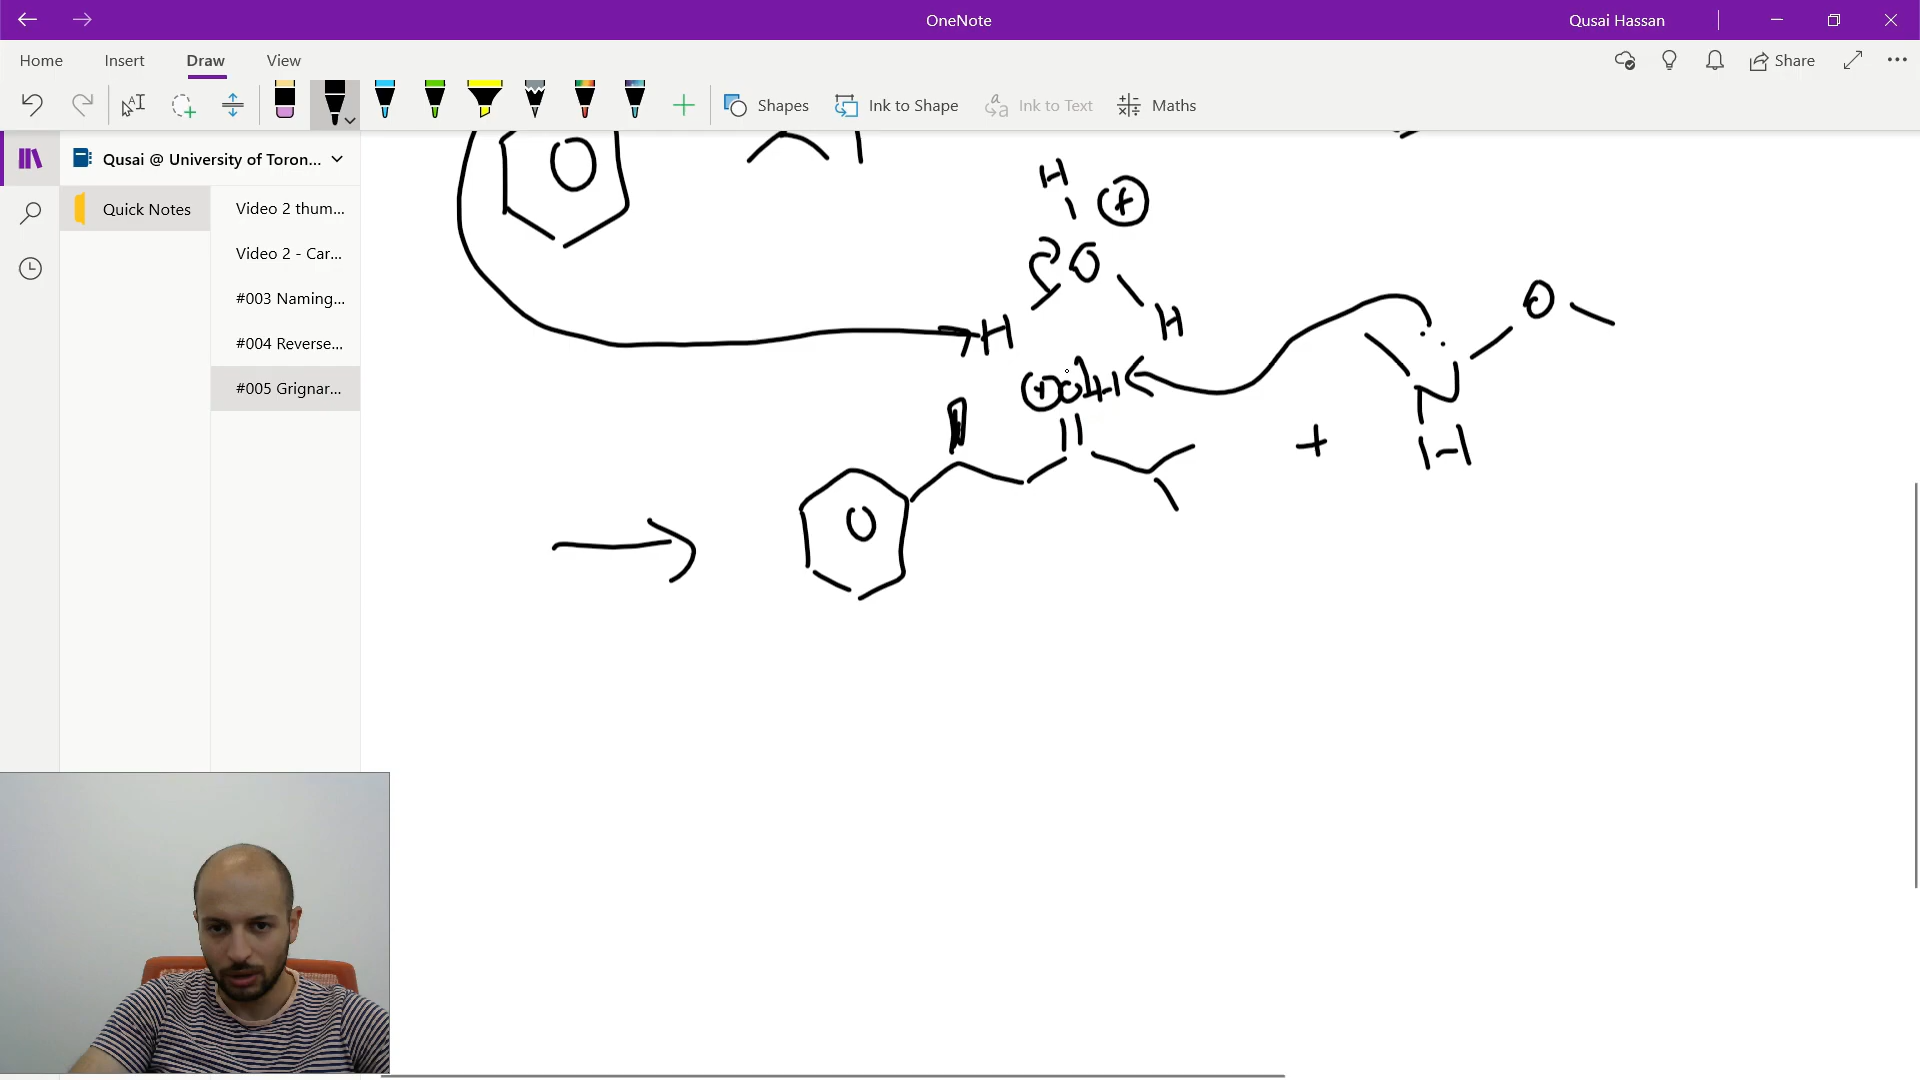 OneNote
Qusai Hassan
Home Insert Draw View
Share
Shapes Ink to Shape Ink to Text Maths
Qusai @ University of Toron...
Quick Notes
Video 2 thum...
Video 2 - Car...
#003 Naming...
#004 Reverse...
#005 Grignar...
H
+
O
H H
O
N
H
+ O H
+